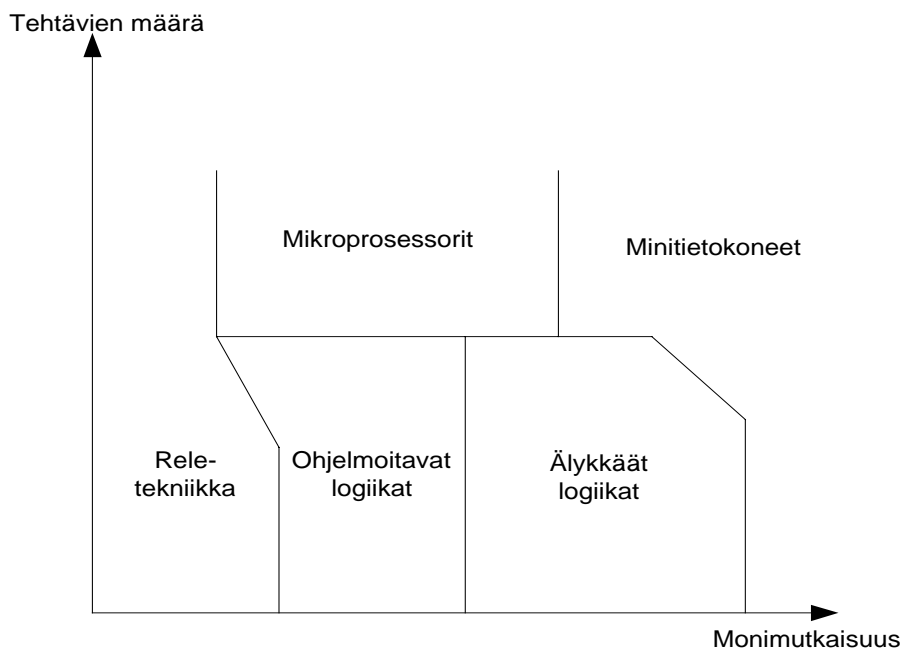 Tehtävien määrä
Mikroprosessorit
Minitietokoneet
Rele-
tekniikka
Ohjelmoitavat
logiikat
Älykkäät
logiikat
Monimutkaisuus